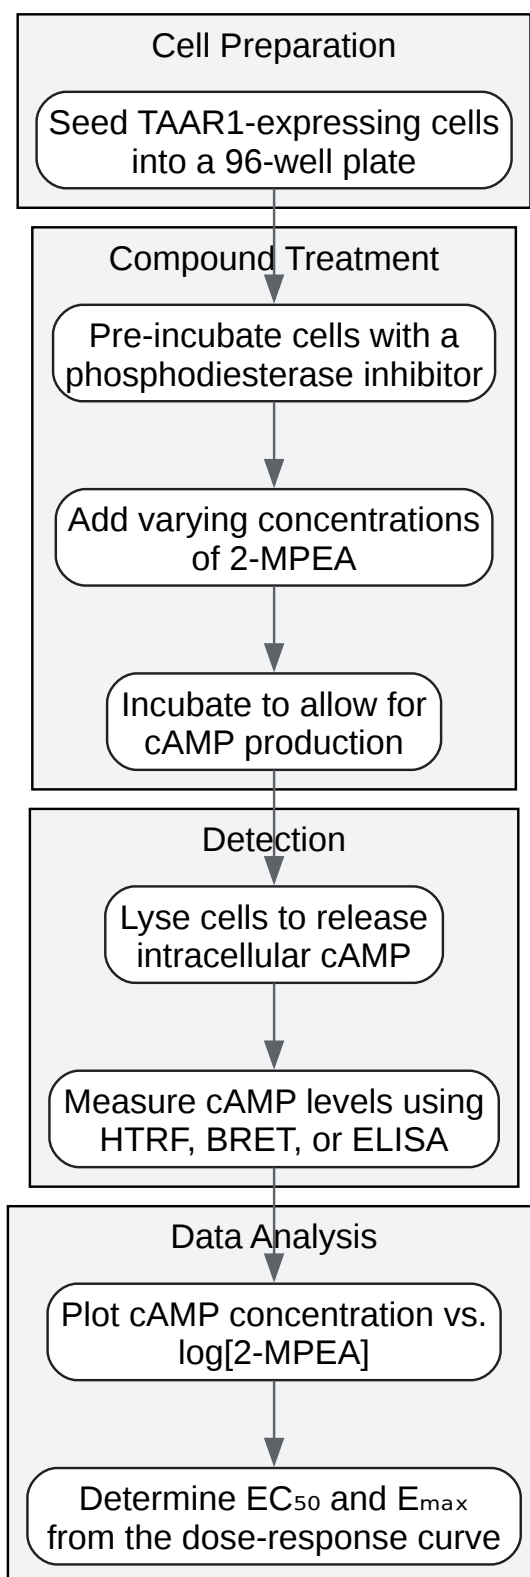 Cell Preparation
Seed TAAR1-expressing cells
into a 96-well plate
Compound Treatment
Pre-incubate cells with a
phosphodiesterase inhibitor
Add varying concentrations
of 2-MPEA
Incubate to allow for
cAMP production
Detection
Lyse cells to release
intracellular cAMP
Measure cAMP levels using
HTRF, BRET, or ELISA
Data Analysis
Plot cAMP concentration vs.
log[2-MPEA]
Determine EC₅₀ and Eₘₐₓ
from the dose-response curve